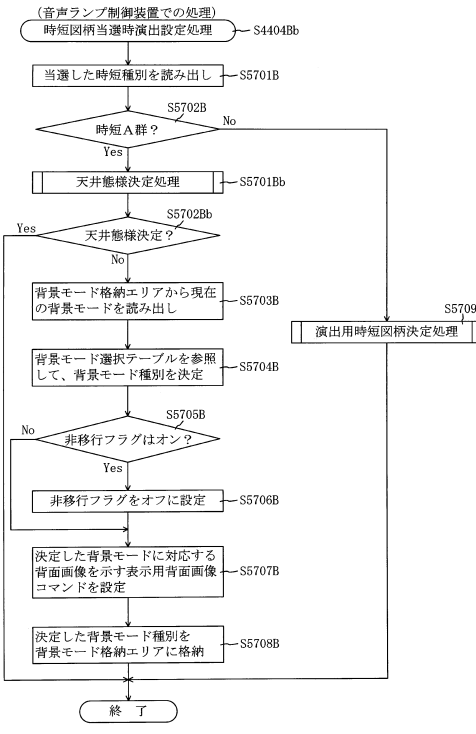 (音声ランプ制御装置での処理)
時短図柄当選時演出設定処理
S4404Bb
当選した時短種別を読み出し
S5701B
S5702B
時短A群?
No
Yes
天井態様決定処理
S5701Bb
S5702Bb
Yes
天井態様決定?
No
背景モード格納エリアから現在
の背景モードを読み出し
S5703B
S5709
演出用時短図柄決定処理
背景モード選択テーブルを参照
して、背景モード種別を決定
S5704B
S5705B
No
非移行フラグはオン?
Yes
非移行フラグをオフに設定
S5706B
決定した背景モードに対応する
背面画像を示す表示用背面画像
コマンドを設定
S5707B
決定した背景モード種別を
背景モード格納エリアに格納
S5708B
終 了